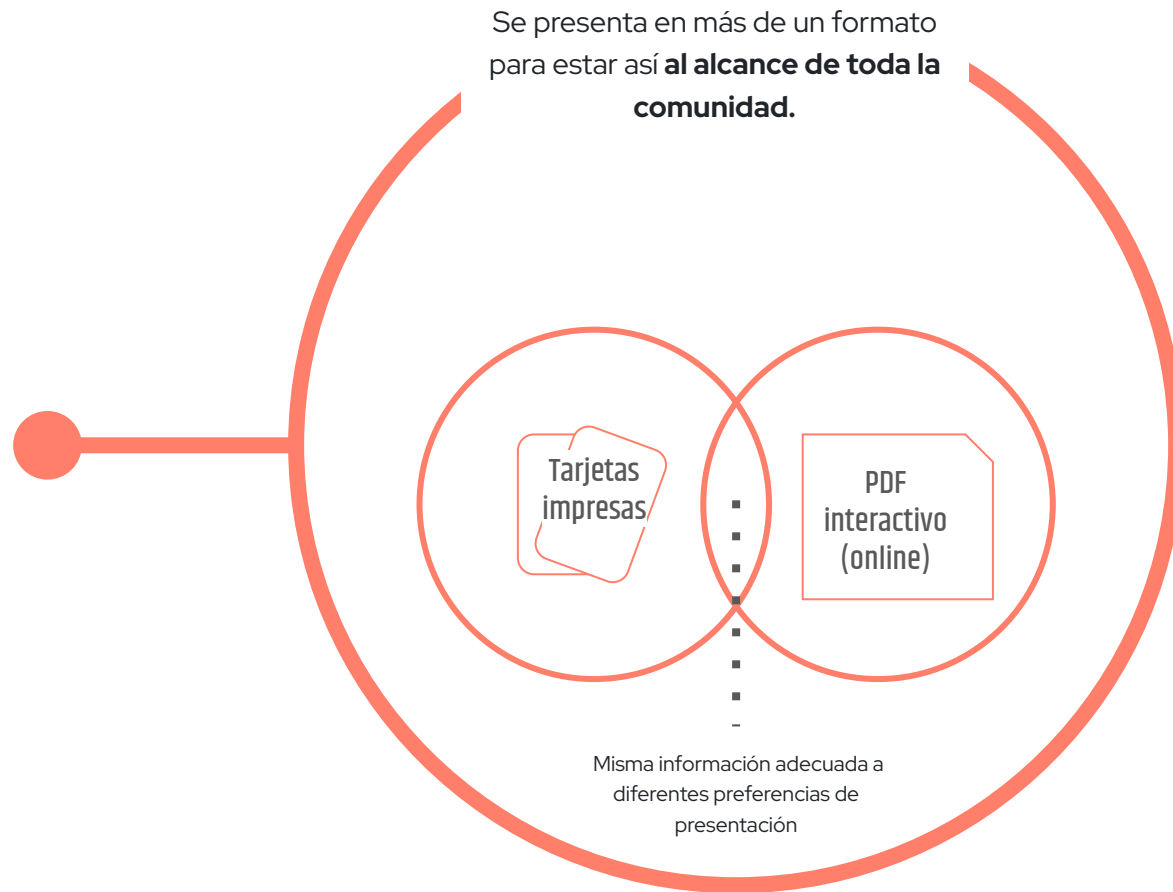 Se presenta en más de un formato
para estar así al alcance de toda la
comunidad.
Tarjetas
impresas
PDF
interactivo
(online)
Misma información adecuada a
diferentes preferencias de
presentación